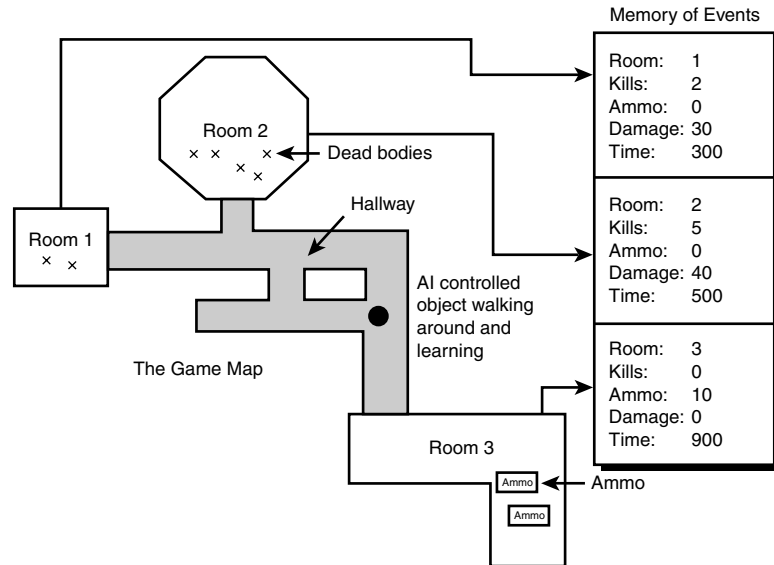 Memory of Events
Room: 1
Kills: 2
Ammo: 0
Damage: 30
Time: 300
Room: 2
Kills: 5
Ammo: 0
Damage: 40
Time: 500
Room: 3
Kills: 0
Ammo: 10
Damage: 0
Time: 900
Room 2
Dead bodies
Hallway
Room 1
AI controlled
object walking
around and
learning
The Game Map
Room 3
Ammo
Ammo
Ammo